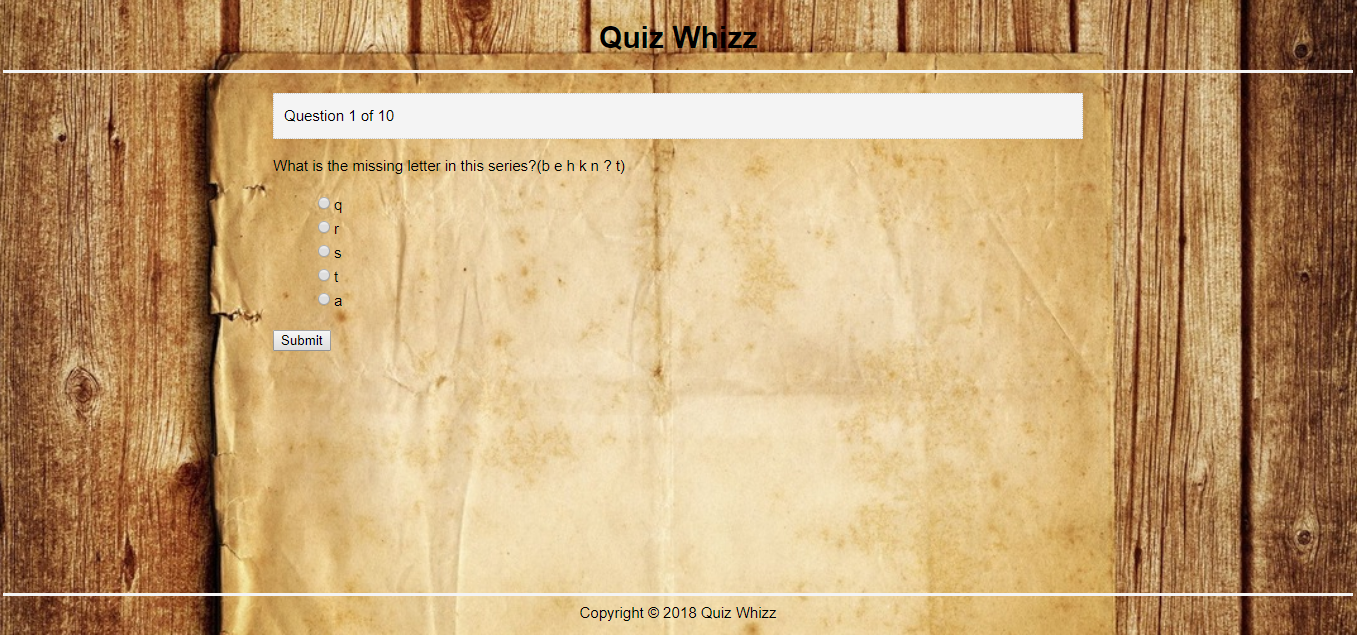 Quiz Whizz
Question 1 of 10
What is the missing letter in this series?(b e h k n ? t)
q
r
s
t
a
Submit
Copyright © 2018 Quiz Whizz